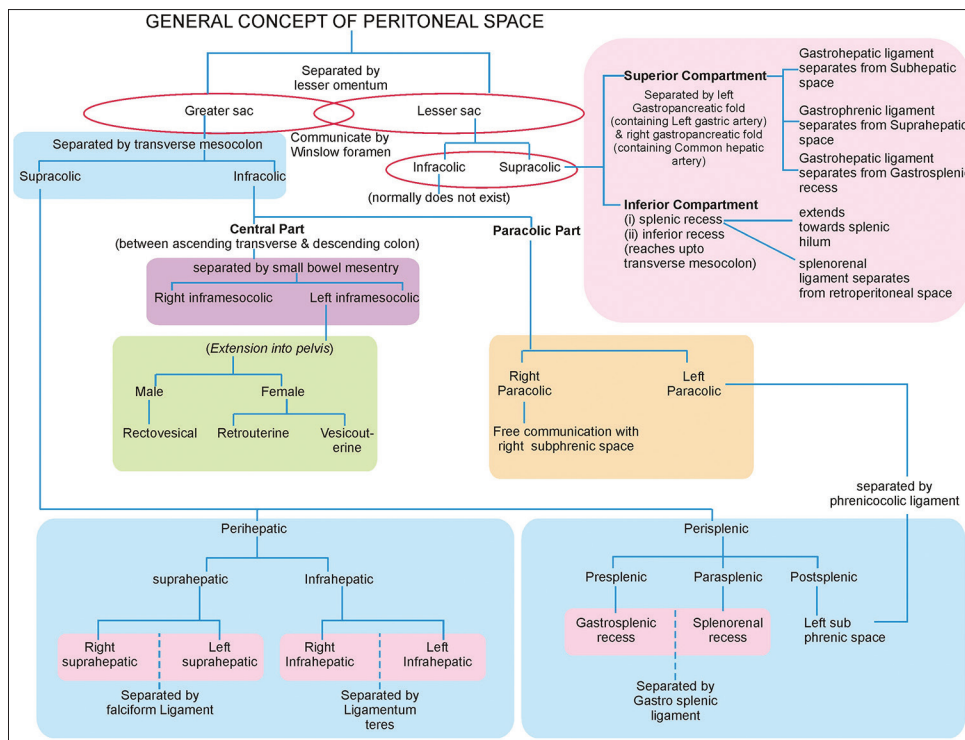 GENERAL CONCEPT OF PERITONEAL SPACE
Separated by
lesser omentum
Greater sac
Lesser sac
Communicate by
Winslow foramen
Separated by transverse mesocolon
Supracolic
Infracolic
Infracolic
Supracolic
(normally does not exist)
Superior Compartment
Separated by left
Gastropancreatic fold
(containing Left gastric artery)
& right gastropancreatic fold
(containing Common hepatic
artery)
Gastrohepatic ligament
separates from Subhepatic
space
Gastrophrenic ligament
separates from Suprahepatic
space
Gastrohepatic ligament
separates from Gastrosplenic
recess
Inferior Compartment
(i) splenic recess
(ii) inferior recess
(reaches upto
transverse mesocolon)
extends
towards splenic
hilum
splenorenal
ligament separates
from retroperitoneal space
Central Part
(between ascending transverse & descending colon)
Paracolic Part
separated by small bowel mesentry
Right inframesocolic
Left inframesocolic
(Extension into pelvis)
Male
Female
Rectovesical
Retrouterine
Vesicout-
erine
Right
Paracolic
Left
Paracolic
Free communication with
right subphrenic space
separated by
phrenicocolic ligament
Perihepatic
suprahepatic
Infrahepatic
Right
suprahepatic
Left
suprahepatic
Right
Infrahepatic
Left
Infrahepatic
Separated by
falciform Ligament
Separated by
Ligamentum
teres
Perisplenic
Presplenic
Parasplenic
Postsplenic
Gastrosplenic
recess
Splenorenal
recess
Left sub
phrenic space
Separated by
Gastro splenic
ligament